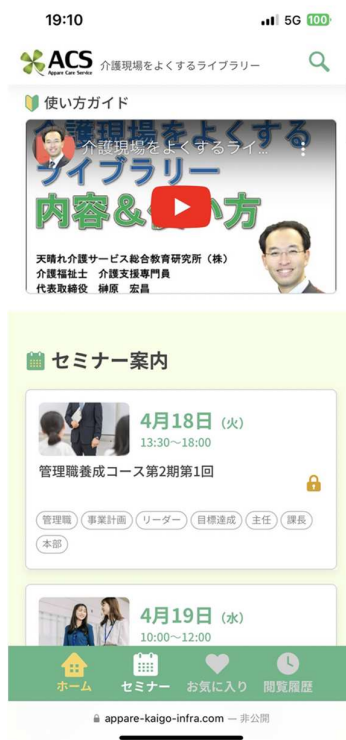 19:10
5G 100
ACS 介護現場をよくするライブラリー
Appare Care Service
使い方ガイド
介護現場をよくする
介護現場をよくするライ...
ライブラリー
内容&使い方
天晴れ介護サービス総合教育研究所（株）
介護福祉士 介護支援専門員
代表取締役 榊原 宏昌
セミナー案内
4月18日（火）
13:30〜18:00
管理職養成コース第2期第1回
管理職 事業計画 リーダー 目標達成 主任 課長
本部
4月19日（水）
10:00〜12:00
ホーム セミナー お気に入り 閲覧履歴
appare-kaigo-infra.com — 非公開